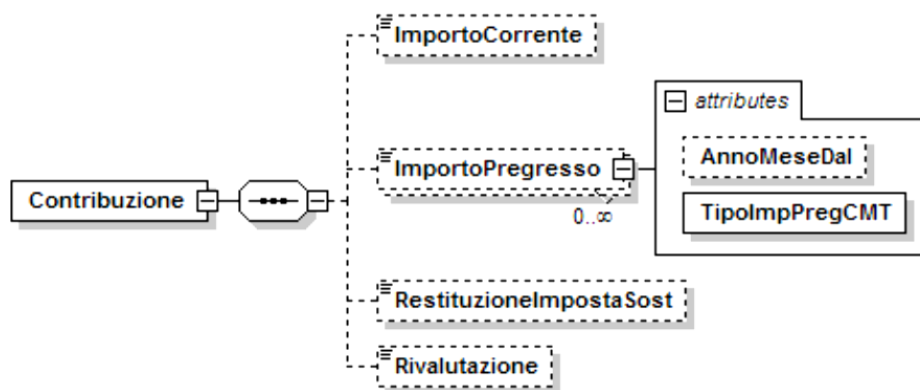 ImportoCorrente
attributes
AnnoMeseDal
ImportoPregresso
Contribuzione
TipoImpPregCMT
0..∞
RestituzioneImpostaSost
Rivalutazione